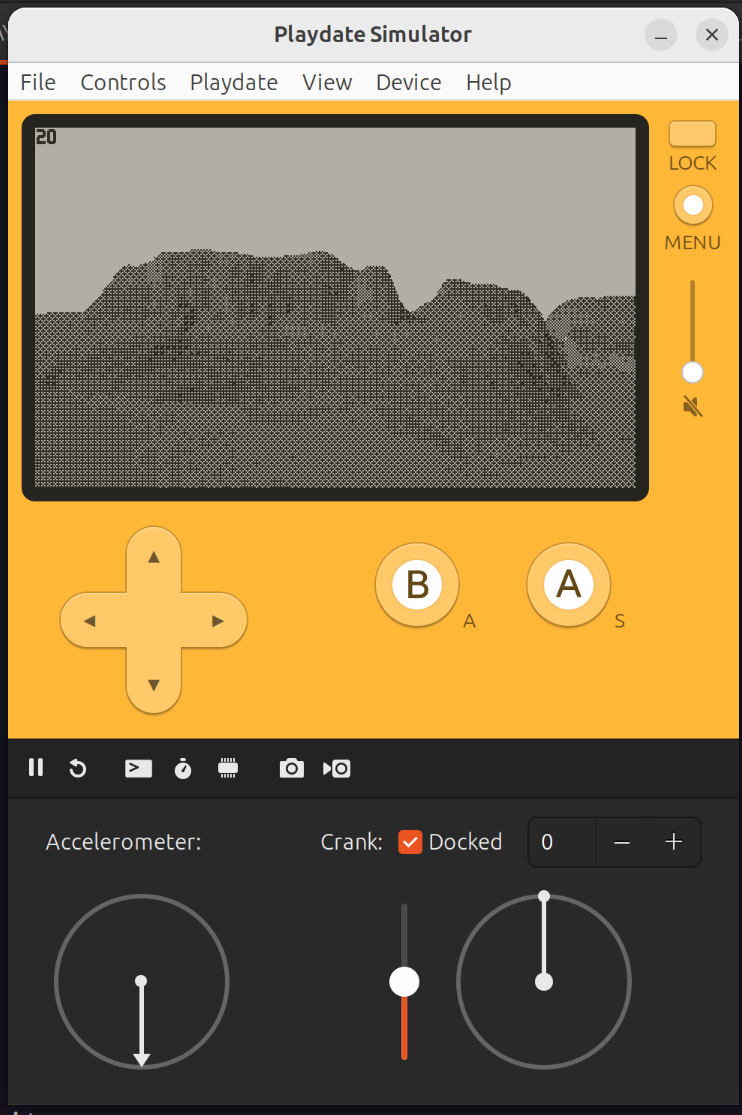 Playdate Simulator
File Controls Playdate View Device Help
20
LOCK
MENU
B A
A S
Accelerometer:
Crank: Docked 0 − +